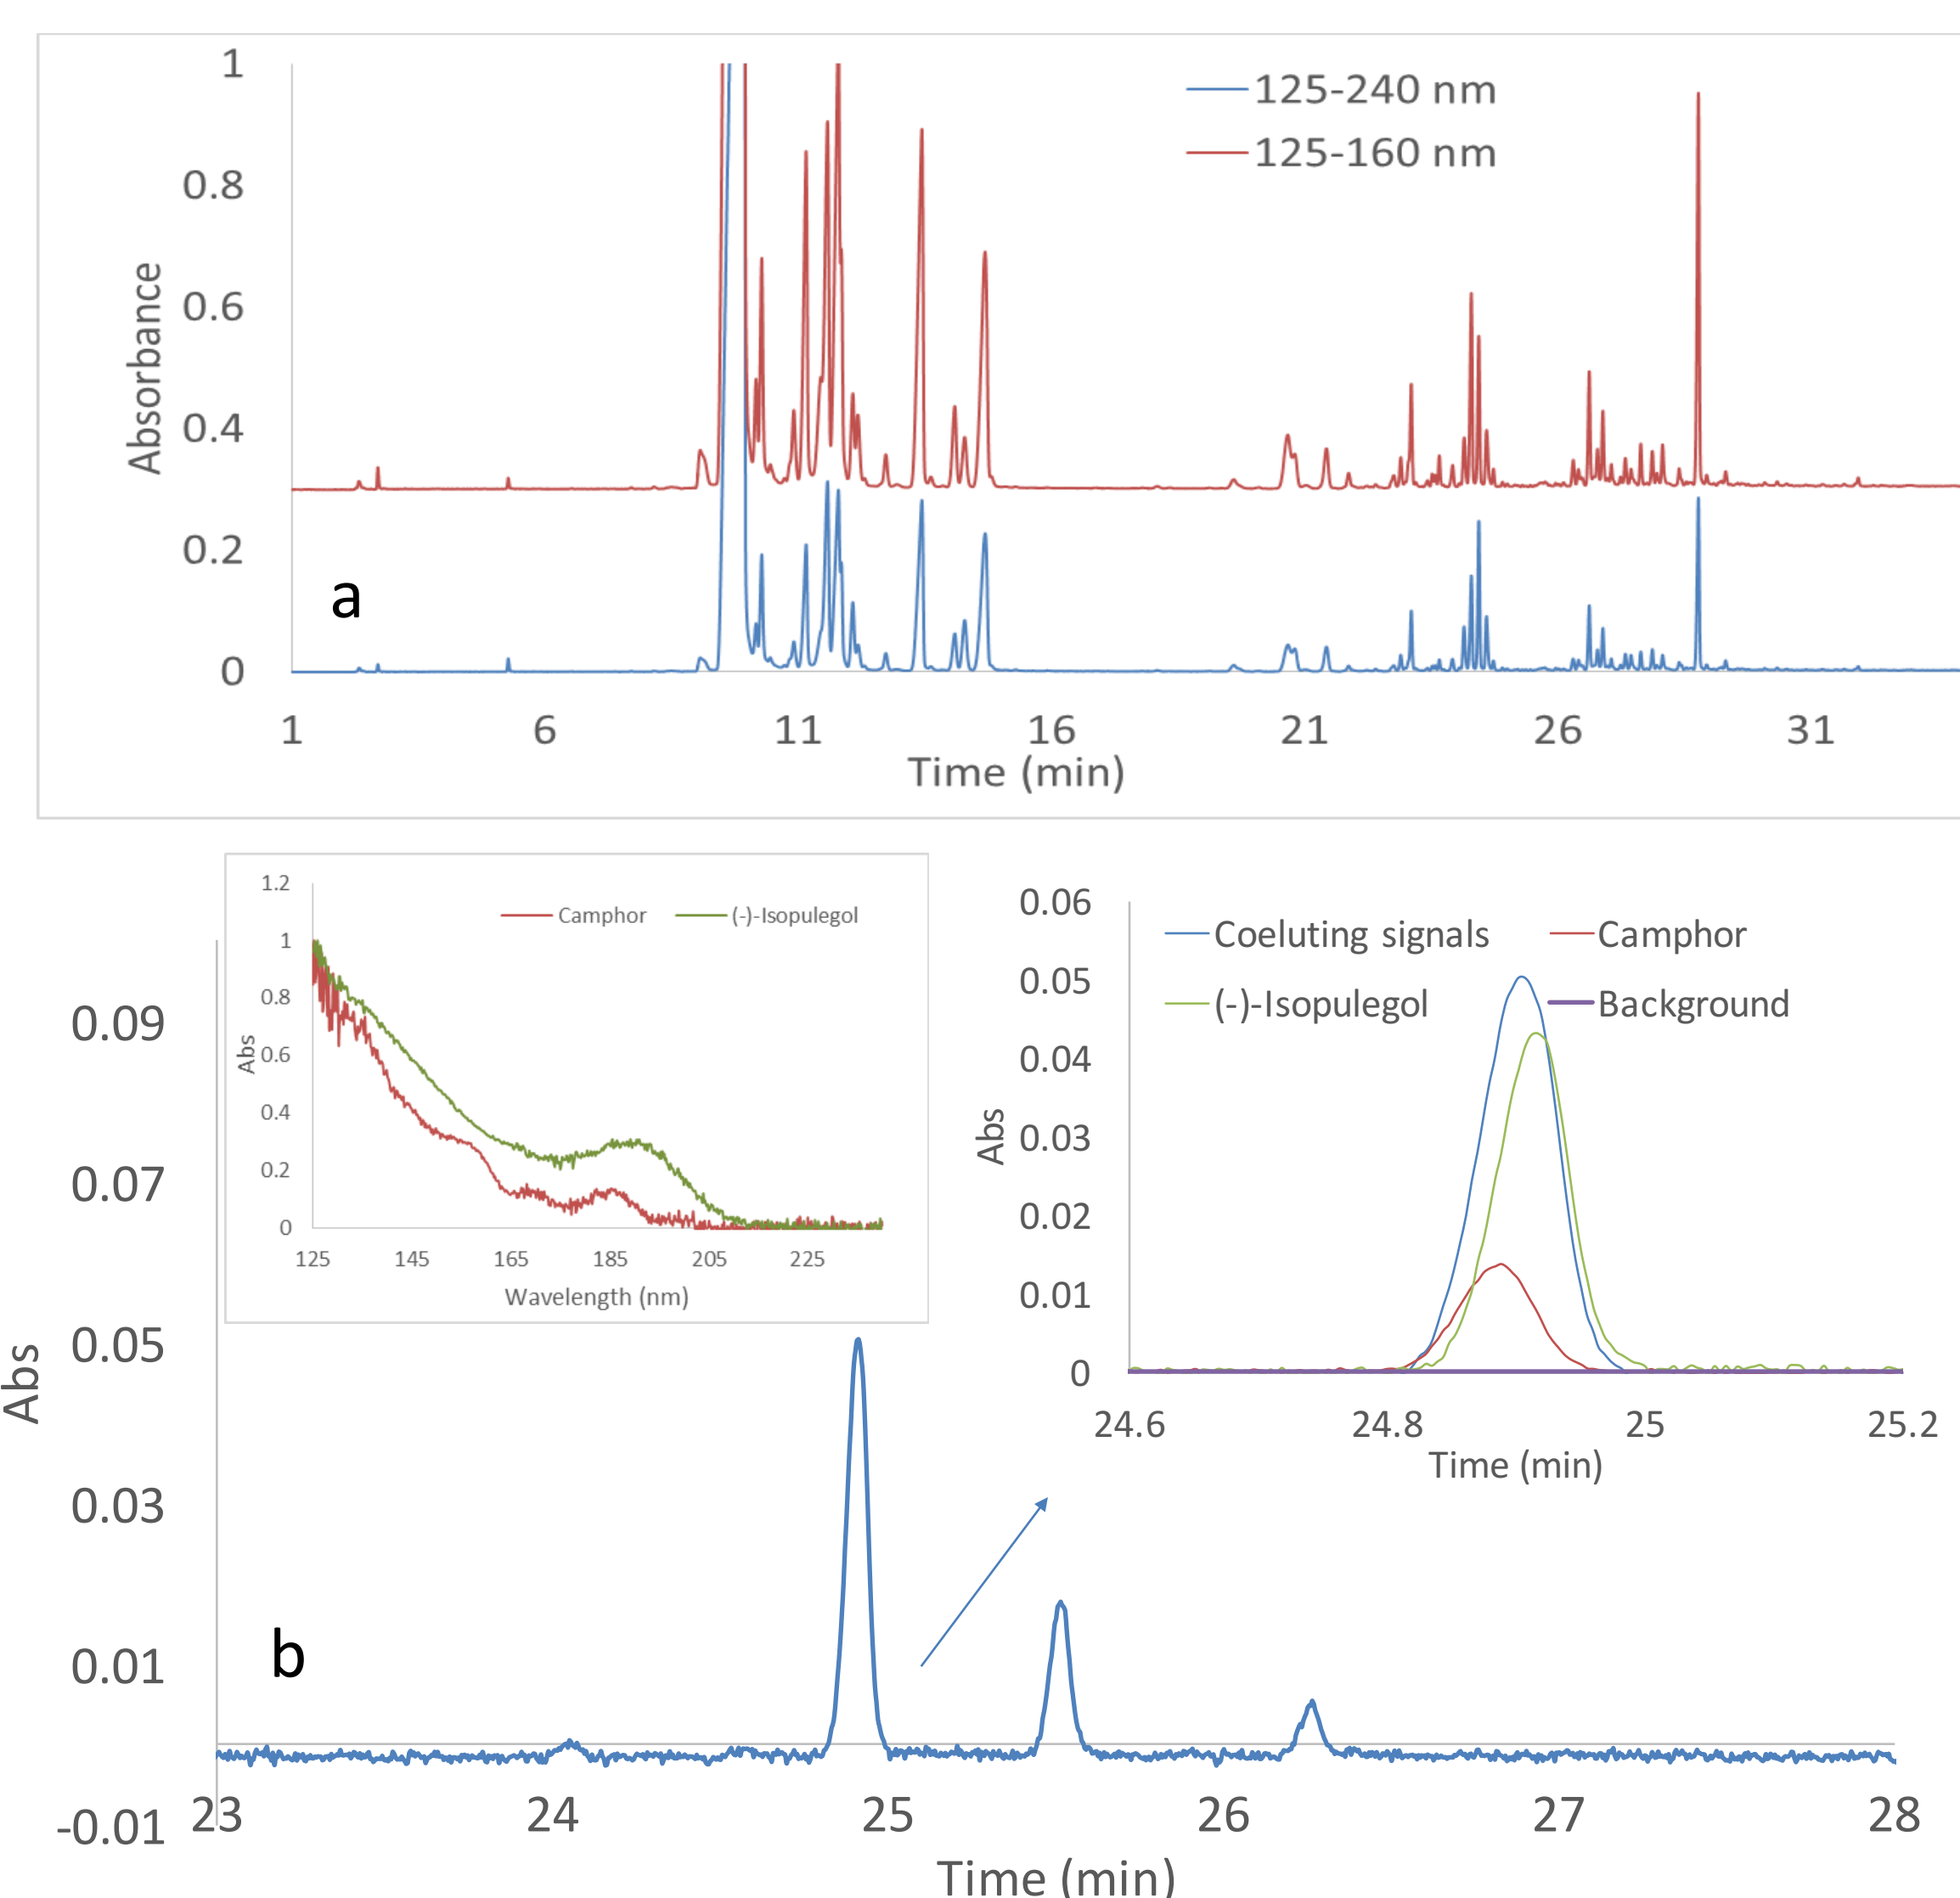 1
125-240 nm
125-160 nm
0.8
0.6
0.4
0.2
0
Absorbance
a
1 6 11 16 21 26 31
Time (min)
1.2
Camphor (-)-Isopulegol
1
0.8
0.6
0.4
0.2
0
Abs
125 145 165 185 205 225
Wavelength (nm)
0.06
Coeluting signals Camphor
0.05
(-)-Isopulegol Background
0.04
0.03
0.02
0.01
0
Abs
24.6 24.8 25 25.2
Time (min)
0.09
0.07
0.05
0.03
0.01
-0.01
Abs
b
23 24 25 26 27 28
Time (min)